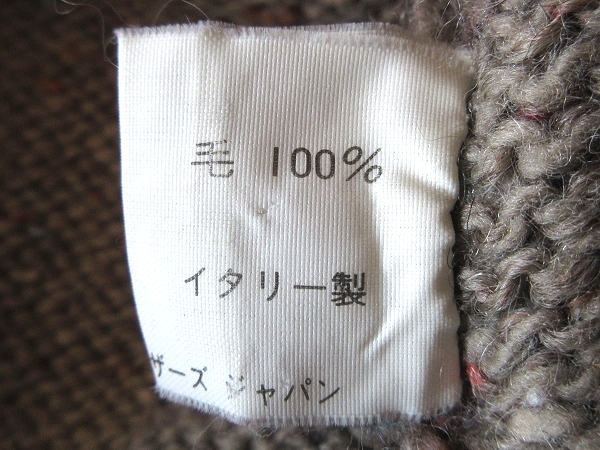 毛 100%
イタリー製
ザーズ ジャパン